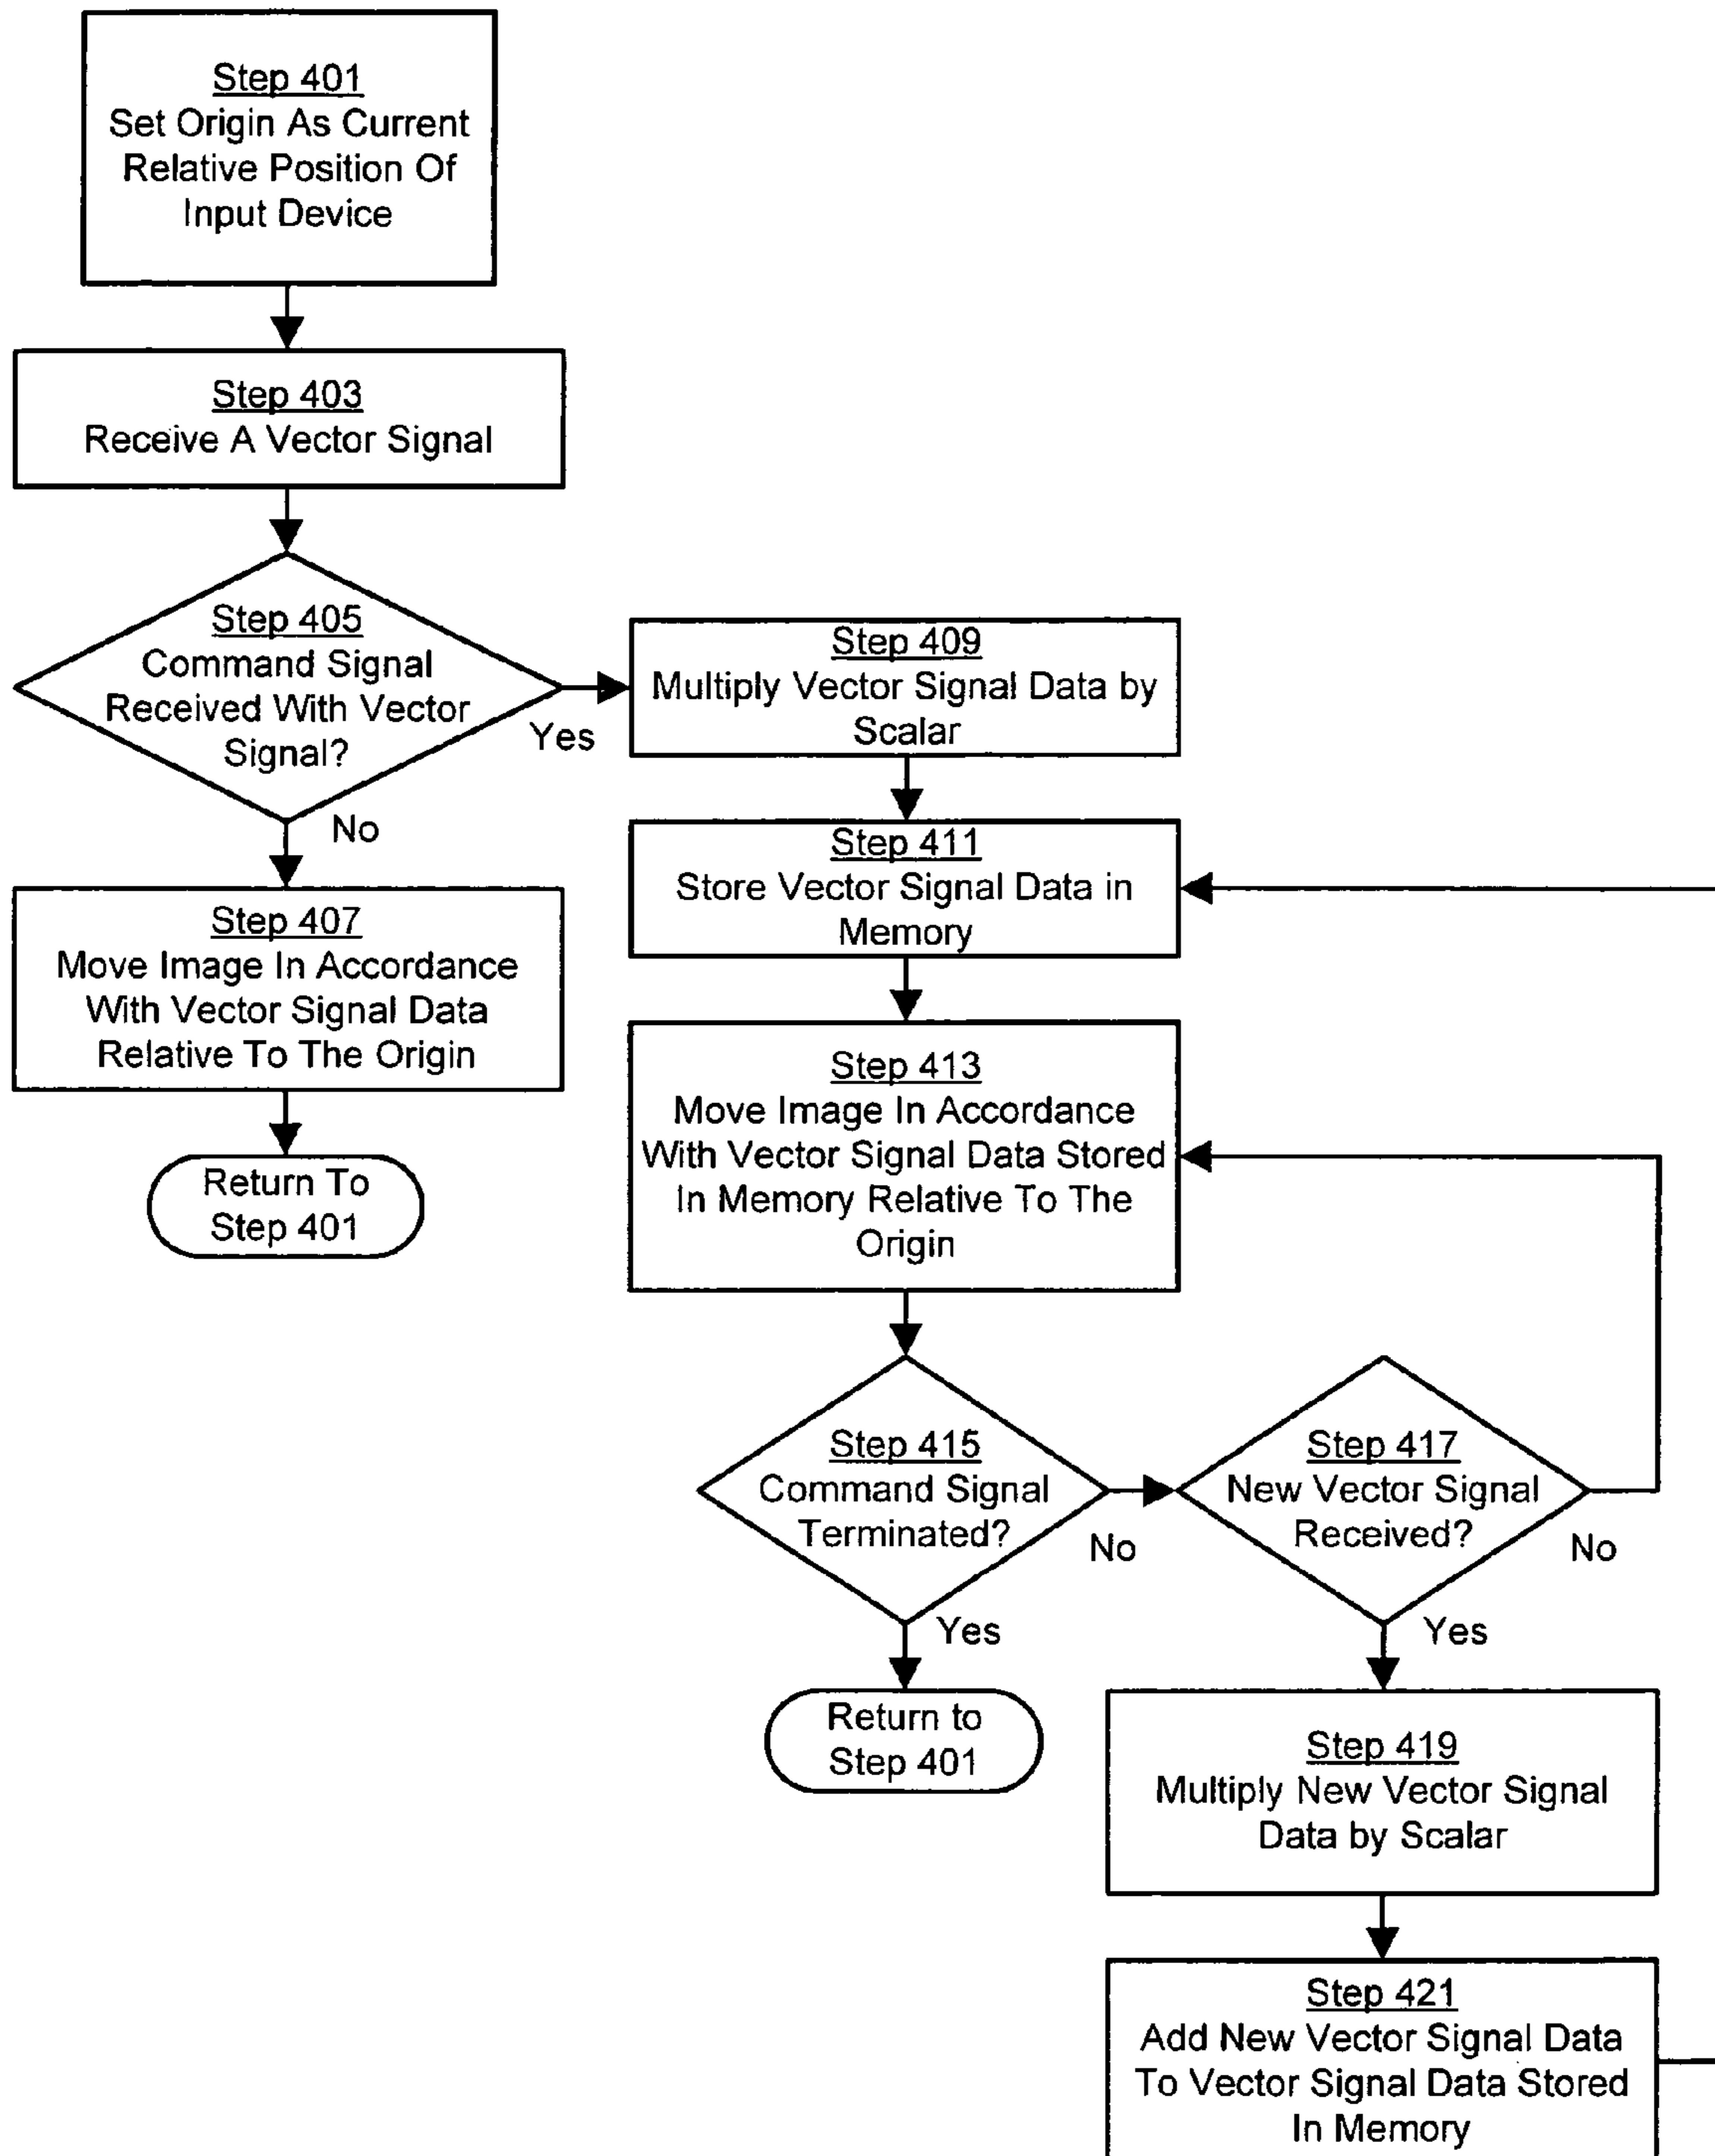 Step 401
Set Origin As Current
Relative Position Of
Input Device
Step 403
Receive A Vector Signal
Step 405
Command Signal
Received With Vector
Signal?
Yes
No
Step 407
Move Image In Accordance
With Vector Signal Data
Relative To The Origin
Return To
Step 401
Step 409
Multiply Vector Signal Data by
Scalar
Step 411
Store Vector Signal Data in
Memory
Step 413
Move Image In Accordance
With Vector Signal Data Stored
In Memory Relative To The
Origin
Step 415
Command Signal
Terminated?
No
Yes
Return to
Step 401
Step 417
New Vector Signal
Received?
No
Yes
Step 419
Multiply New Vector Signal
Data by Scalar
Step 421
Add New Vector Signal Data
To Vector Signal Data Stored
In Memory